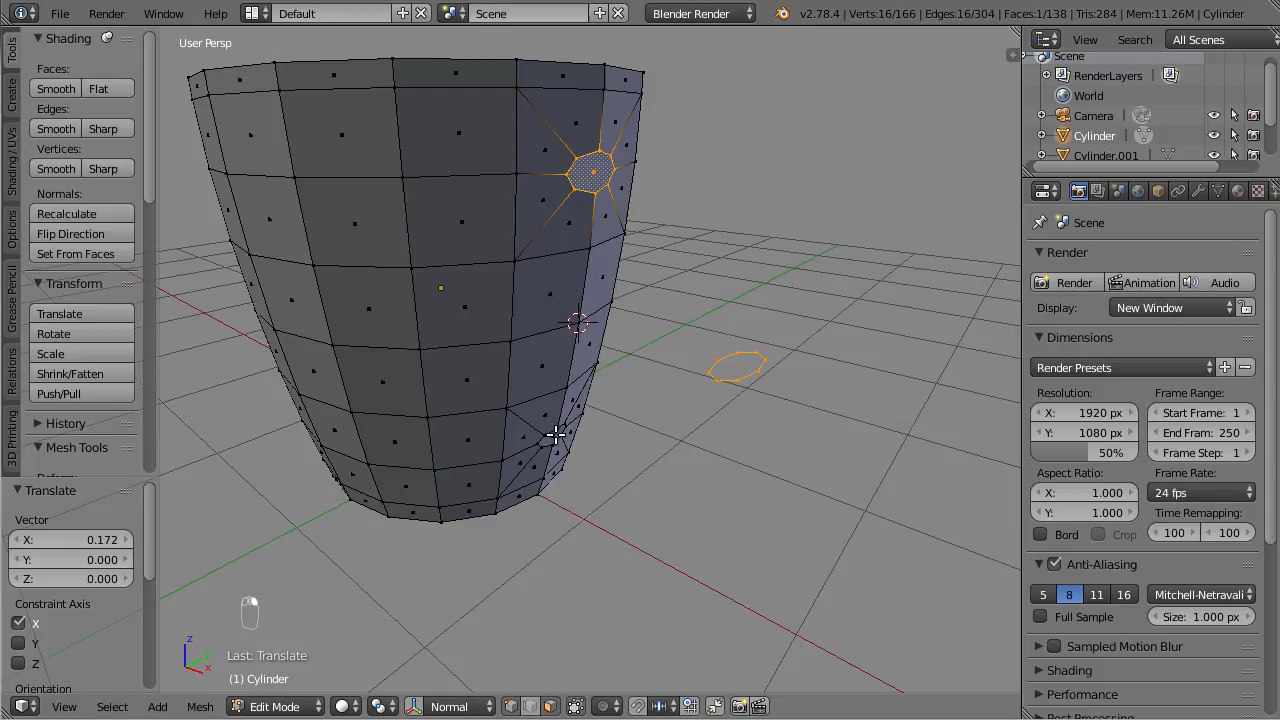 File Render Window Help Default Scene Blender Render v2.78.4 | Verts:16/166 | Edges:16/304 | Faces:1/138 | Tris:284 | Mem:11.26M | Cylinder
Tools
Create
Shading / UVs
Options
Grease Pencil
Relations
3D Printing
Shading
Faces:
Smooth Flat
Edges:
Smooth Sharp
Vertices:
Smooth Sharp
Normals:
Recalculate
Flip Direction
Set From Faces
Transform
Translate
Rotate
Scale
Shrink/Fatten
Push/Pull
History
Mesh Tools
Translate
Vector
X: 0.172
Y: 0.000
Z: 0.000
Constraint Axis
X
Y
Z
Orientation
User Persp
z
y
x
Last: Translate
(1) Cylinder
View Select Add Mesh Edit Mode Normal
View Search All Scenes
Scene
RenderLayers
World
Camera
Cylinder
Cylinder.001
Scene
Render
Render Animation Audio
Display: New Window
Dimensions
Render Presets
Resolution: Frame Range:
X: 1920 px Start Frame: 1
Y: 1080 px End Fram: 250
50% Frame Step: 1
Aspect Ratio: Frame Rate:
X: 1.000 24 fps
Y: 1.000 Time Remapping:
Bord Crop 100 100
Anti-Aliasing
5 8 11 16 Mitchell-Netravali
Full Sample Size: 1.000 px
Sampled Motion Blur
Shading
Performance